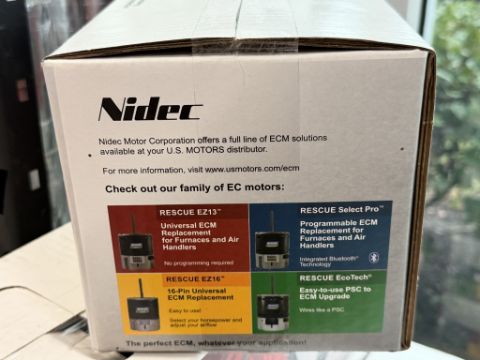 Nidec
Nidec Motor Corporation offers a full line of ECM solutions
available at your U.S. MOTORS distributor.
For more information, visit www.usmotors.com/ecm
Check out our family of EC motors:
RESCUE EZ13™
Universal ECM
Replacement
for Furnaces and Air
Handlers
No programming required
RESCUE Select Pro™
Programmable ECM
Replacement for
Furnaces and Air
Handlers
Integrated Bluetooth®
Technology
RESCUE EZ16™
16-Pin Universal
ECM Replacement
Easy to use!
Select your horsepower and
adjust your airflow
RESCUE EcoTech™
Easy-to-use PSC to
ECM Upgrade
Wires like a PSC
The perfect ECM, whatever your